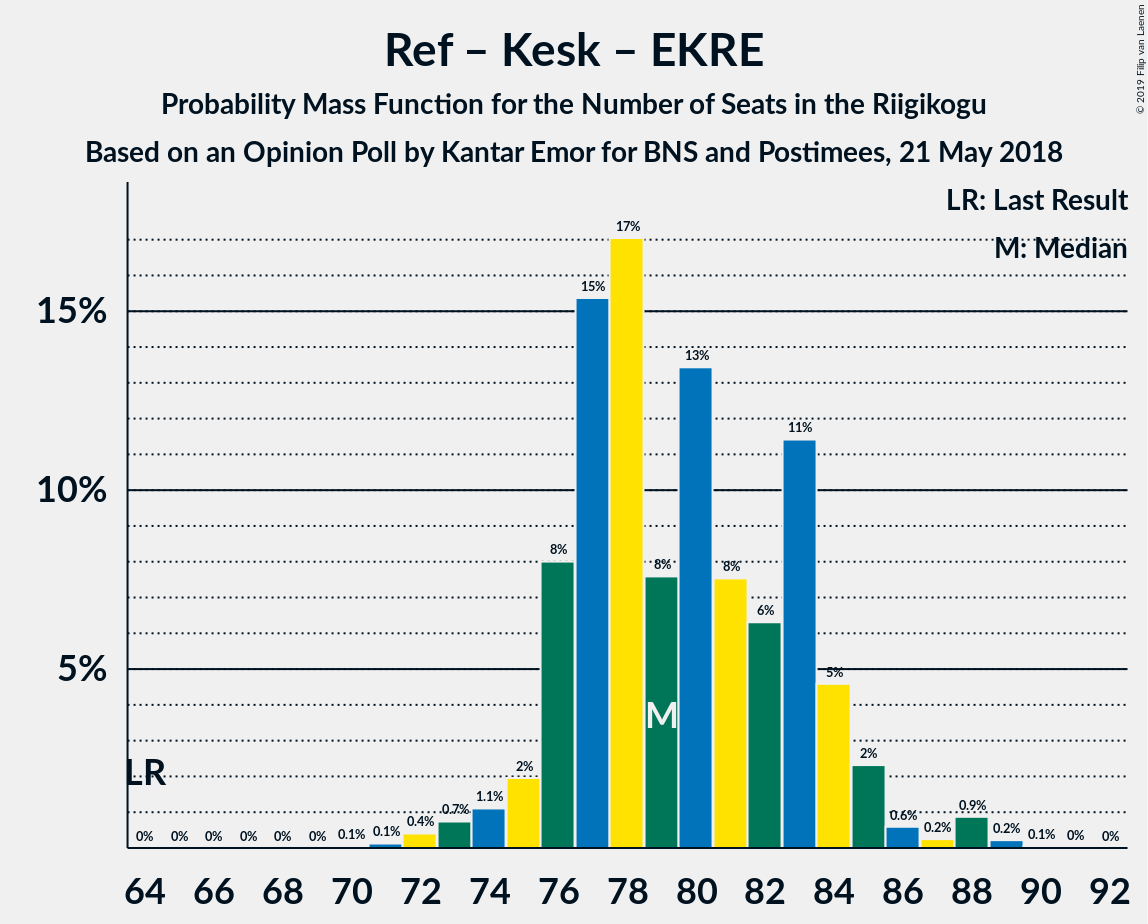 Ref – Kesk – EKRE
Probability Mass Function for the Number of Seats in the Riigikogu
Based on an Opinion Poll by Kantar Emor for BNS and Postimees, 21 May 2018
© 2019 Filip van Laenen
LR: Last Result
M: Median
15%
10%
5%
LR
M
0% 0% 0% 0% 0% 0% 0.1% 0.1% 0.4% 0.7% 1.1% 2% 8% 15% 17% 8% 13% 8% 6% 11% 5% 2% 0.6% 0.2% 0.9% 0.2% 0.1% 0% 0%
64 66 68 70 72 74 76 78 80 82 84 86 88 90 92